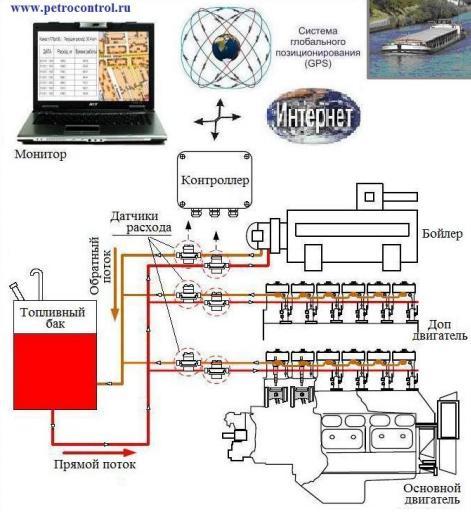 www.petrocontrol.ru
Система
глобального
позиционирования
(GPS)
Интернет
Монитор
Контроллер
Датчики
расхода
Бойлер
Обратный
поток
Топливный
бак
Доп
двигатель
Прямой поток
Основной
двигатель